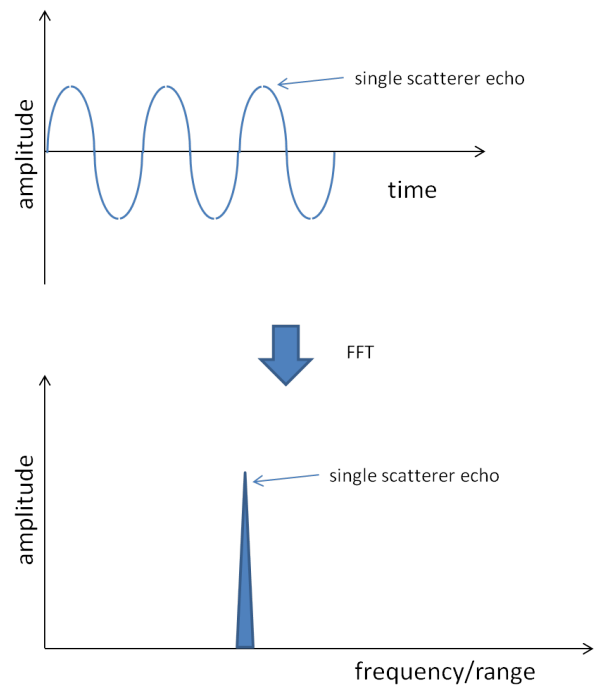 amplitude
single scatterer echo
time
FFT
amplitude
single scatterer echo
frequency/range